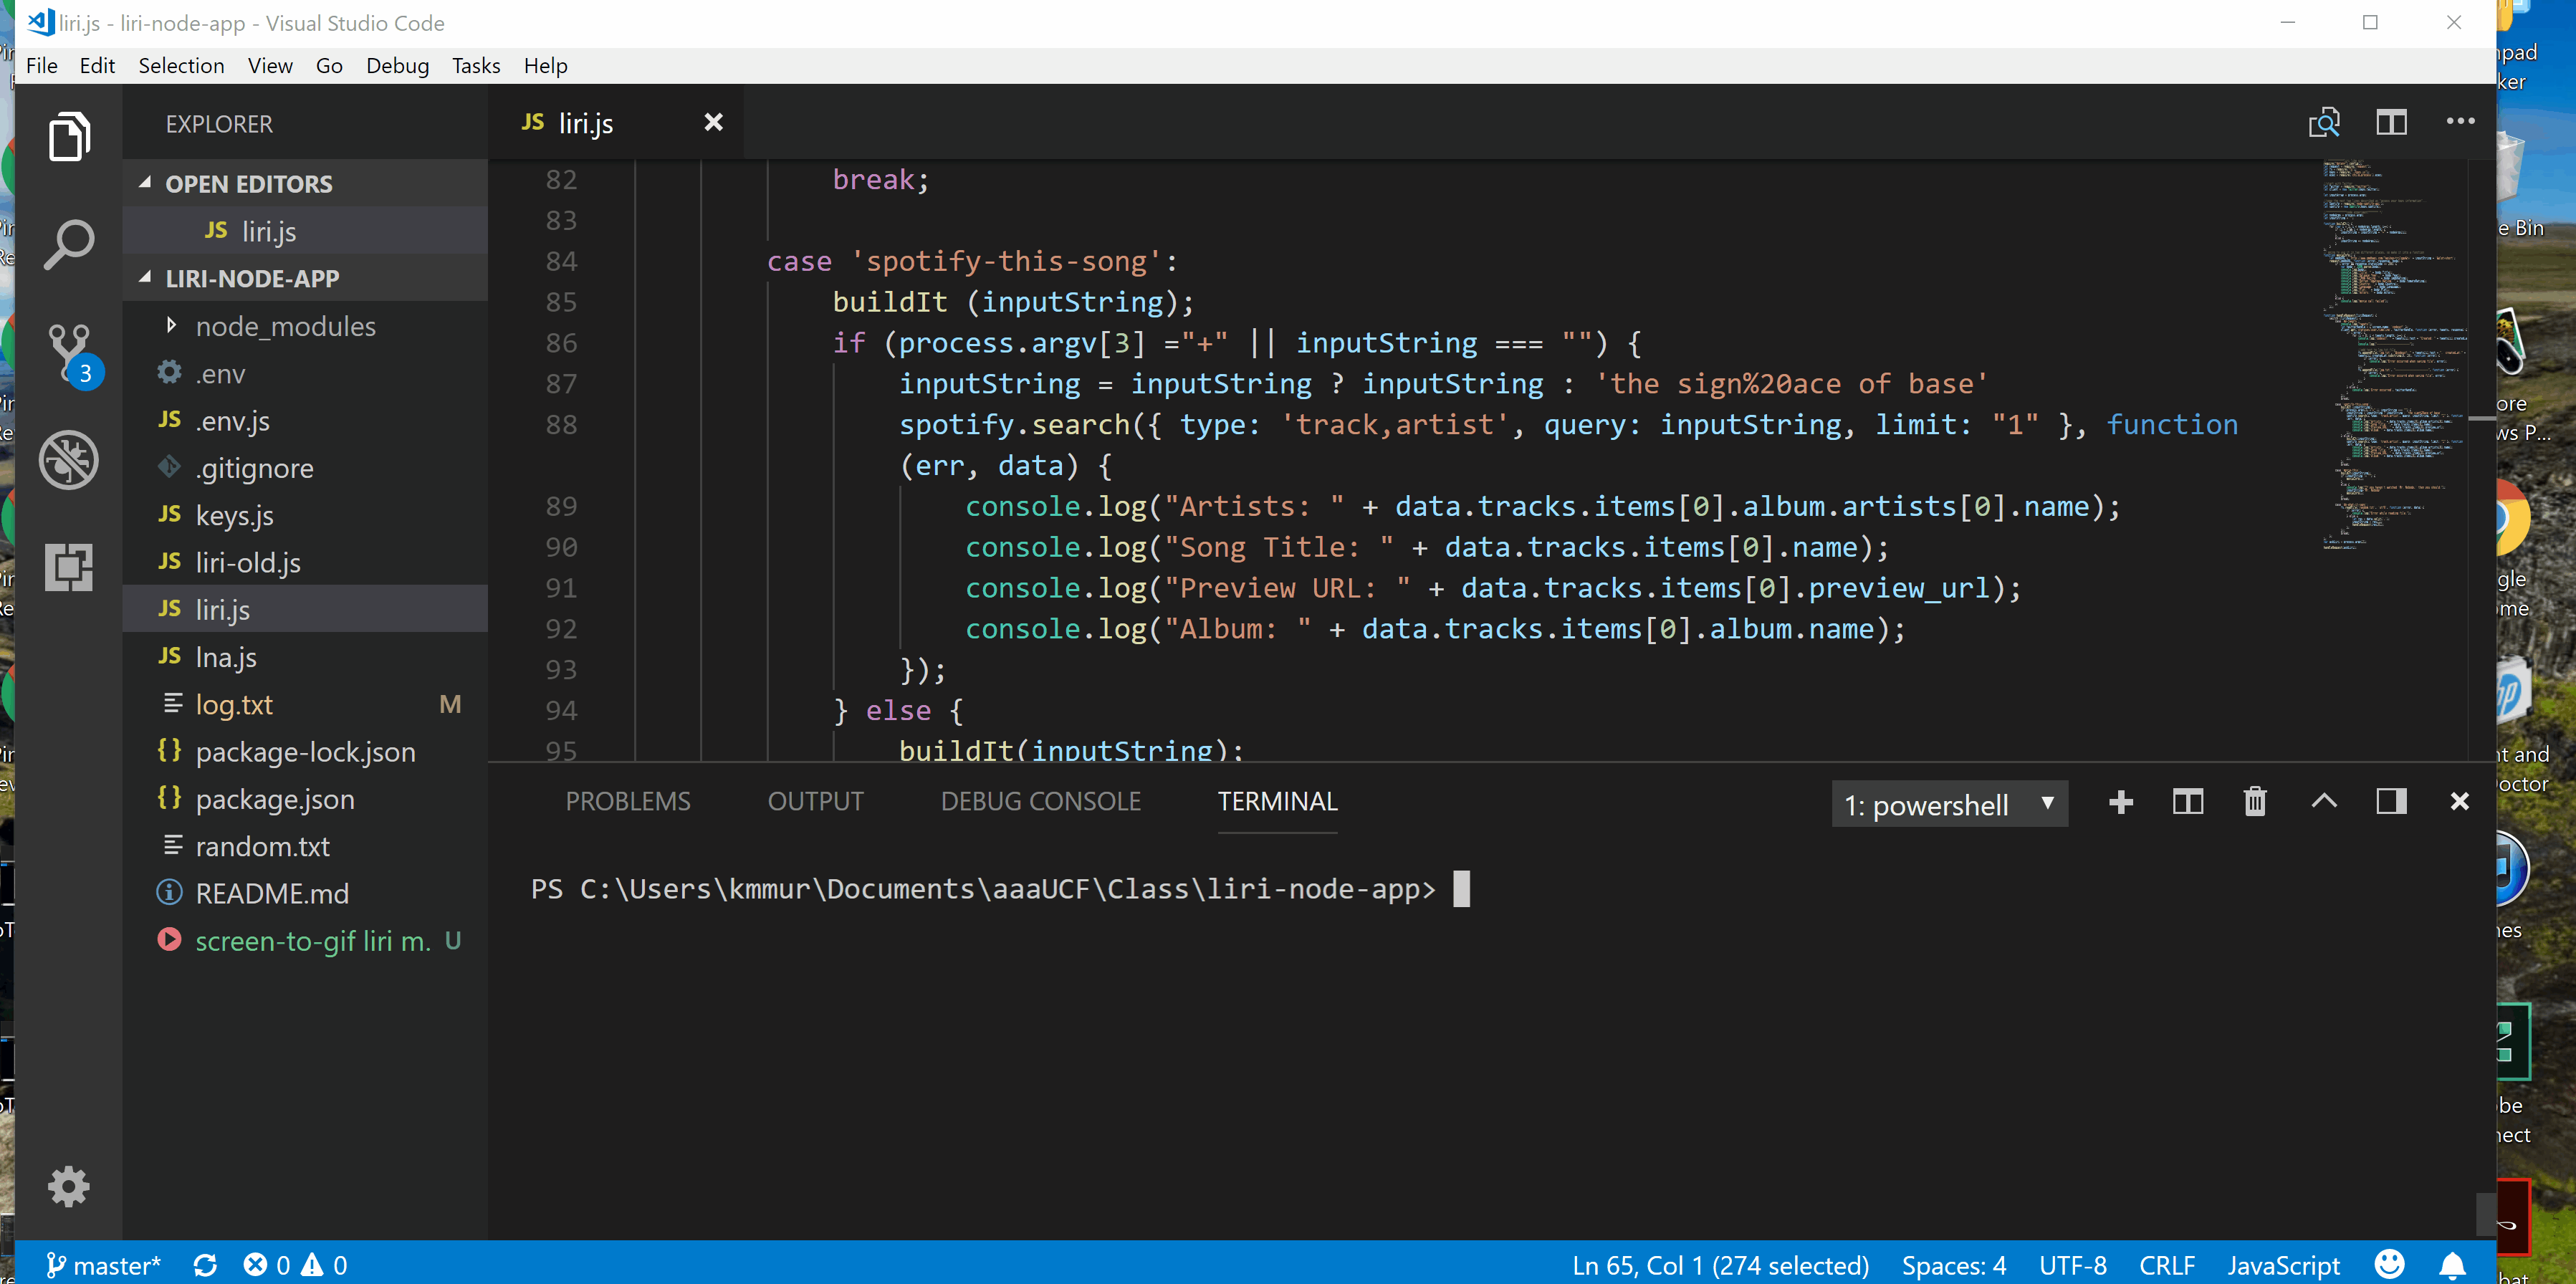 liri.js - liri-node-app - Visual Studio Code
File Edit Selection View Go Debug Tasks Help
EXPLORER
OPEN EDITORS
JS liri.js
LIRI-NODE-APP
node_modules
.env
JS .env.js
.gitignore
JS keys.js
JS liri-old.js
JS liri.js
JS lna.js
log.txt M
{} package-lock.json
{} package.json
random.txt
README.md
screen-to-gif liri m. U
3
JS liri.js
82 break;
83
84 case 'spotify-this-song':
85 buildIt (inputString);
86 if (process.argv[3] ="+" || inputString === "") {
87 inputString = inputString ? inputString : 'the sign%20ace of base'
88 spotify.search({ type: 'track,artist', query: inputString, limit: "1" }, function
(err, data) {
89 console.log("Artists: " + data.tracks.items[0].album.artists[0].name);
90 console.log("Song Title: " + data.tracks.items[0].name);
91 console.log("Preview URL: " + data.tracks.items[0].preview_url);
92 console.log("Album: " + data.tracks.items[0].album.name);
93 });
94 } else {
95 buildIt(inputString);
PROBLEMS OUTPUT DEBUG CONSOLE TERMINAL 1: powershell
PS C:\Users\kmmur\Documents\aaaUCF\Class\liri-node-app>
master* 0 0 Ln 65, Col 1 (274 selected) Spaces: 4 UTF-8 CRLF JavaScript